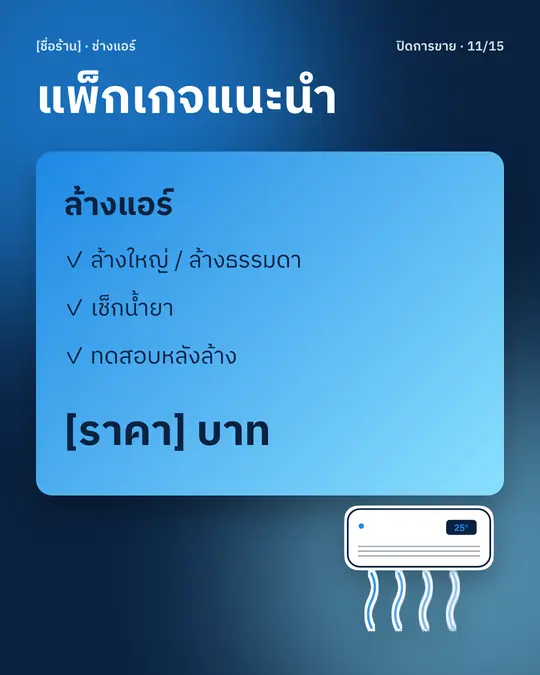 [ชื่อร้าน] · ช่างแอร์
ปิดการขาย · 11/15
แพ็กเกจแนะนำ
ล้างแอร์
✓ ล้างใหญ่ / ล้างธรรมดา
✓ เช็กน้ำยา
✓ ทดสอบหลังล้าง
[ราคา] บาท
25°